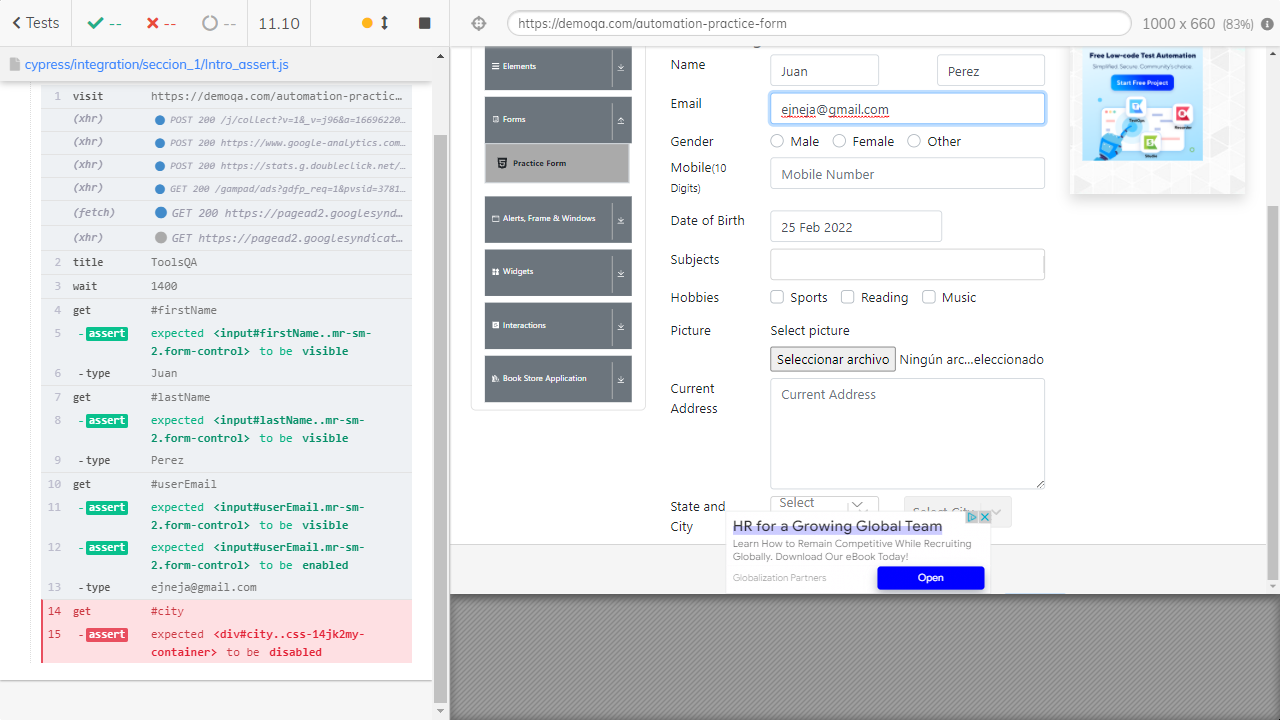 Tests
--
--
--
11.10
https://demoqa.com/automation-practice-form
1000 x 660 (83%)
cypress/integration/seccion_1/Intro_assert.js
1 visit https://demoqa.com/automation-practic…
(xhr) POST 200 /j/collect?v=1&_v=j96&a=16696220…
(xhr) POST 200 https://www.google-analytics.com…
(xhr) POST 200 https://stats.g.doubleclick.net/…
(xhr) GET 200 /gampad/ads?gdfp_req=1&pvsid=3781…
(fetch) GET 200 https://pagead2.googlesynd…
(xhr) GET https://pagead2.googlesyndicat…
2 title ToolsQA
3 wait 1400
4 get #firstName
5 -assert expected <input#firstName..mr-sm-
2.form-control> to be visible
6 -type Juan
7 get #lastName
8 -assert expected <input#lastName..mr-sm-
2.form-control> to be visible
9 -type Perez
10 get #userEmail
11 -assert expected <input#userEmail.mr-sm-
2.form-control> to be visible
12 -assert expected <input#userEmail.mr-sm-
2.form-control> to be enabled
13 -type ejneja@gmail.com
14 get #city
15 -assert expected <div#city..css-14jk2my-
container> to be disabled
Elements
Forms
Practice Form
Alerts, Frame & Windows
Widgets
Interactions
Book Store Application
Name
Juan
Perez
Email
ejneja@gmail.com
Gender
Male
Female
Other
Mobile(10
Digits)
Mobile Number
Date of Birth
25 Feb 2022
Subjects
Hobbies
Sports
Reading
Music
Picture
Select picture
Seleccionar archivo
Ningún arc...eleccionado
Current
Address
Current Address
State and
City
Select
Select City
HR for a Growing Global Team
Learn How to Remain Competitive While Recruiting
Globally. Download Our eBook Today!
Globalization Partners
Open
Free Low-code Test Automation
Simplified. Secure. Community's choice.
Start Free Project
TestOps
Recorder
Studio